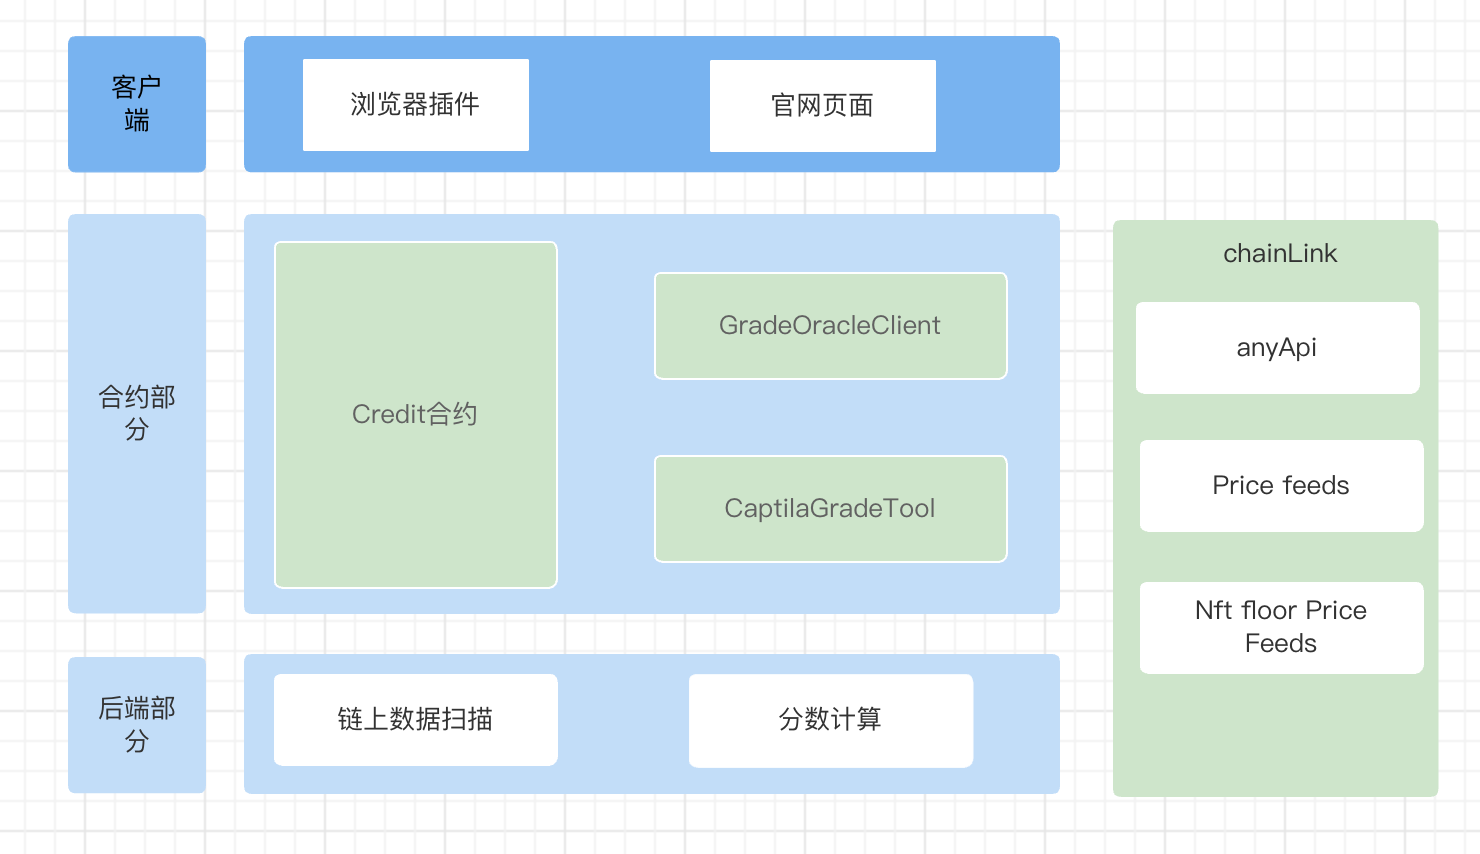 客户
端
浏览器插件
官网页面
合约部
分
Credit合约
GradeOracleClient
CaptilaGradeTool
后端部
分
链上数据扫描
分数计算
chainLink
anyApi
Price feeds
Nft floor Price
Feeds